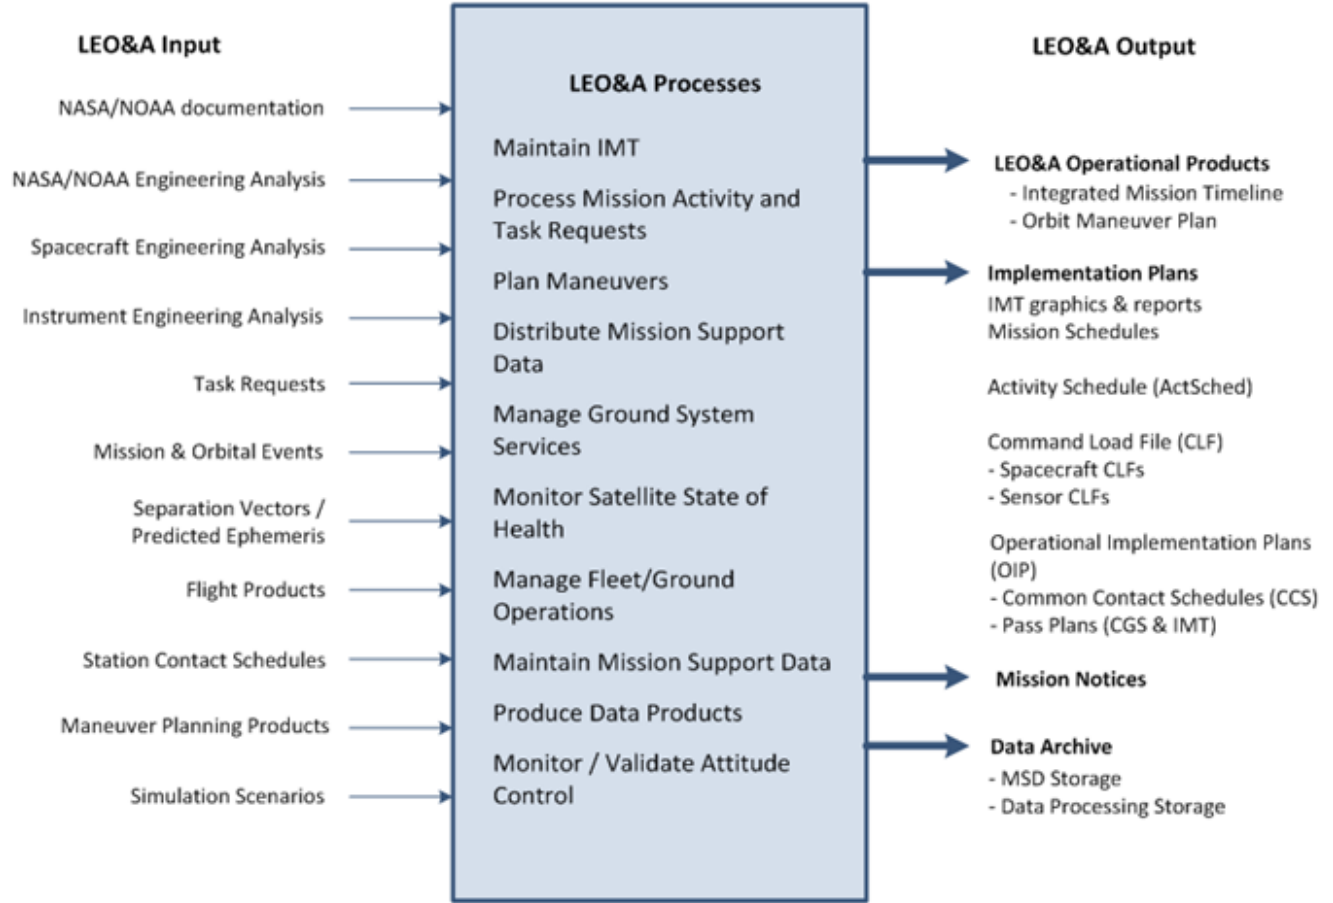 LEO&A Input
NASA/NOAA documentation
NASA/NOAA Engineering Analysis
Spacecraft Engineering Analysis
Instrument Engineering Analysis
Task Requests
Mission & Orbital Events
Separation Vectors /
Predicted Ephemeris
Flight Products
Station Contact Schedules
Maneuver Planning Products
Simulation Scenarios
LEO&A Processes
Maintain IMT
Process Mission Activity and
Task Requests
Plan Maneuvers
Distribute Mission Support
Data
Manage Ground System
Services
Monitor Satellite State of
Health
Manage Fleet/Ground
Operations
Maintain Mission Support Data
Produce Data Products
Monitor / Validate Attitude
Control
LEO&A Output
LEO&A Operational Products
- Integrated Mission Timeline
- Orbit Maneuver Plan
Implementation Plans
IMT graphics & reports
Mission Schedules
Activity Schedule (ActSched)
Command Load File (CLF)
- Spacecraft CLFs
- Sensor CLFs
Operational Implementation Plans
(OIP)
- Common Contact Schedules (CCS)
- Pass Plans (CGS & IMT)
Mission Notices
Data Archive
- MSD Storage
- Data Processing Storage